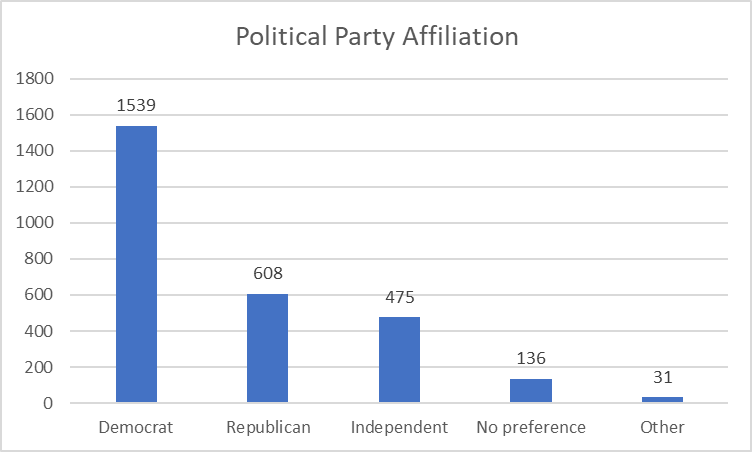 Political Party Affiliation
1800
1600
1400
1200
1000
800
600
400
200
0
1539
608
475
136
31
Democrat
Republican
Independent
No preference
Other